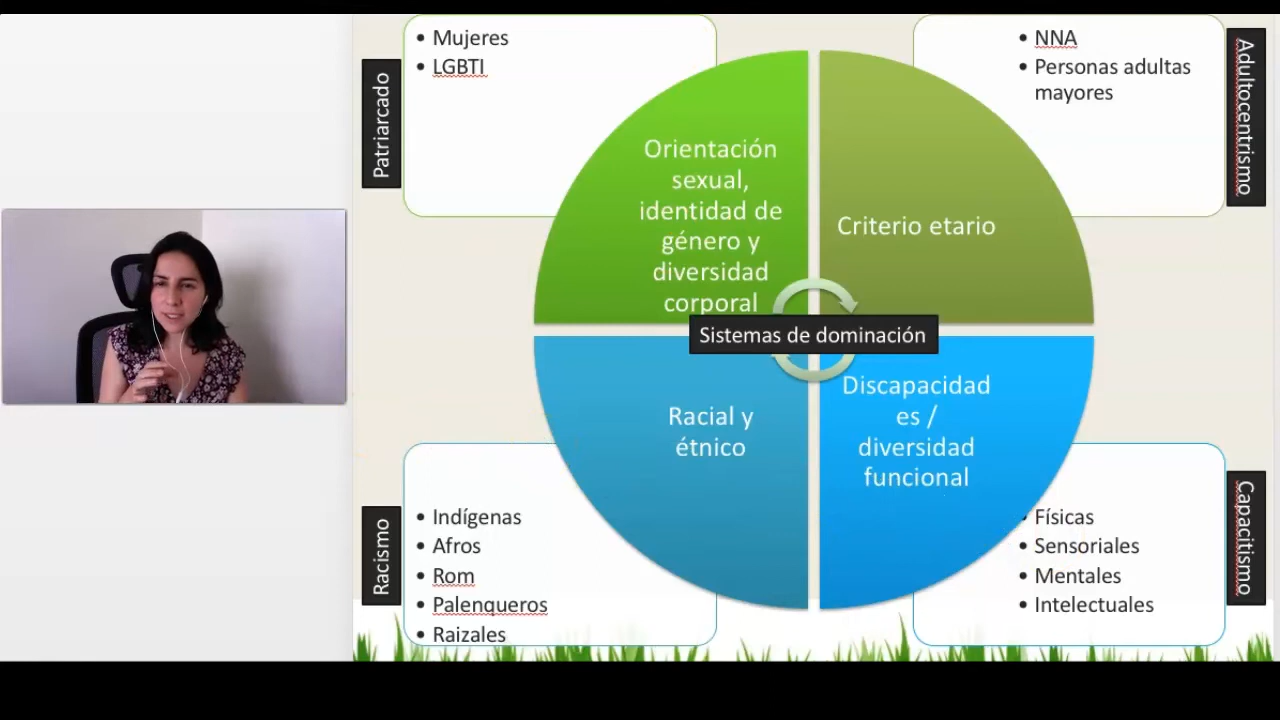 Patriarcado
• Mujeres
• LGBTI
Orientación
sexual,
identidad de
género y
diversidad
corporal
• NNA
• Personas adultas
mayores
Adultocentrismo
Criterio etario
Sistemas de dominación
Racial y
étnico
Discapacidad
es /
diversidad
funcional
Racismo
• Indígenas
• Afros
• Rom
• Palenqueros
• Raizales
• Físicas
• Sensoriales
• Mentales
• Intelectuales
Capacitismo